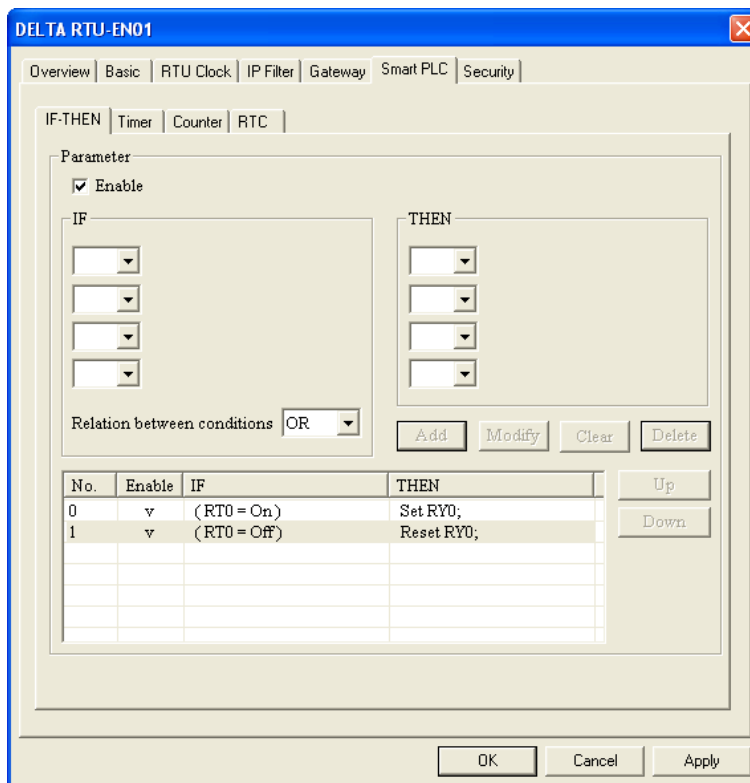 DELTA RTU-EN01
Overview Basic RTU Clock IP Filter Gateway Smart PLC Security
IF-THEN Timer Counter RTC
Parameter
Enable
IF THEN
Relation between conditions OR
Add Modify Clear Delete
No. Enable IF THEN
0 v ( RT0 = On ) Set RY0;
1 v ( RT0 = Off ) Reset RY0;
Up
Down
OK Cancel Apply